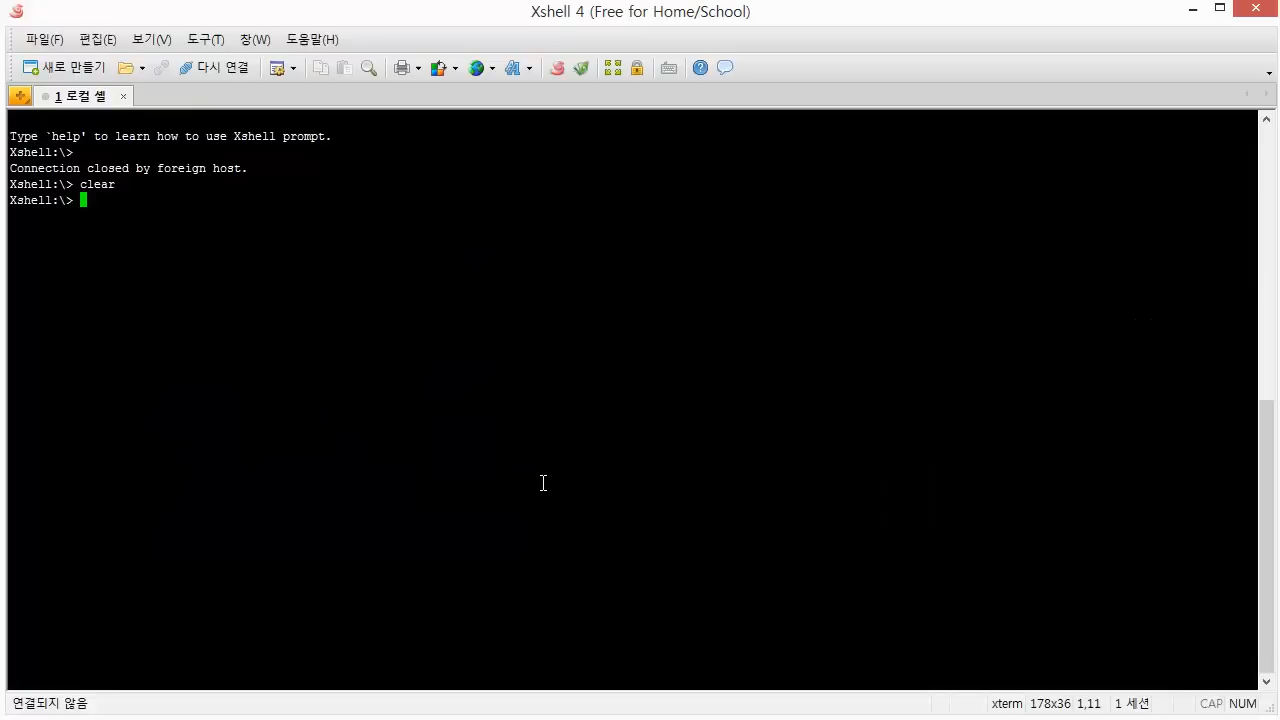 Xshell 4 (Free for Home/School)
파일(F) 편집(E) 보기(V) 도구(T) 창(W) 도움말(H)
새로 만들기 다시 연결
1 로컬 셸
Type `help' to learn how to use Xshell prompt.
Xshell:\>
Connection closed by foreign host.
Xshell:\> clear
Xshell:\>
연결되지 않음 xterm 178x36 1,11 1 세션 CAP NUM